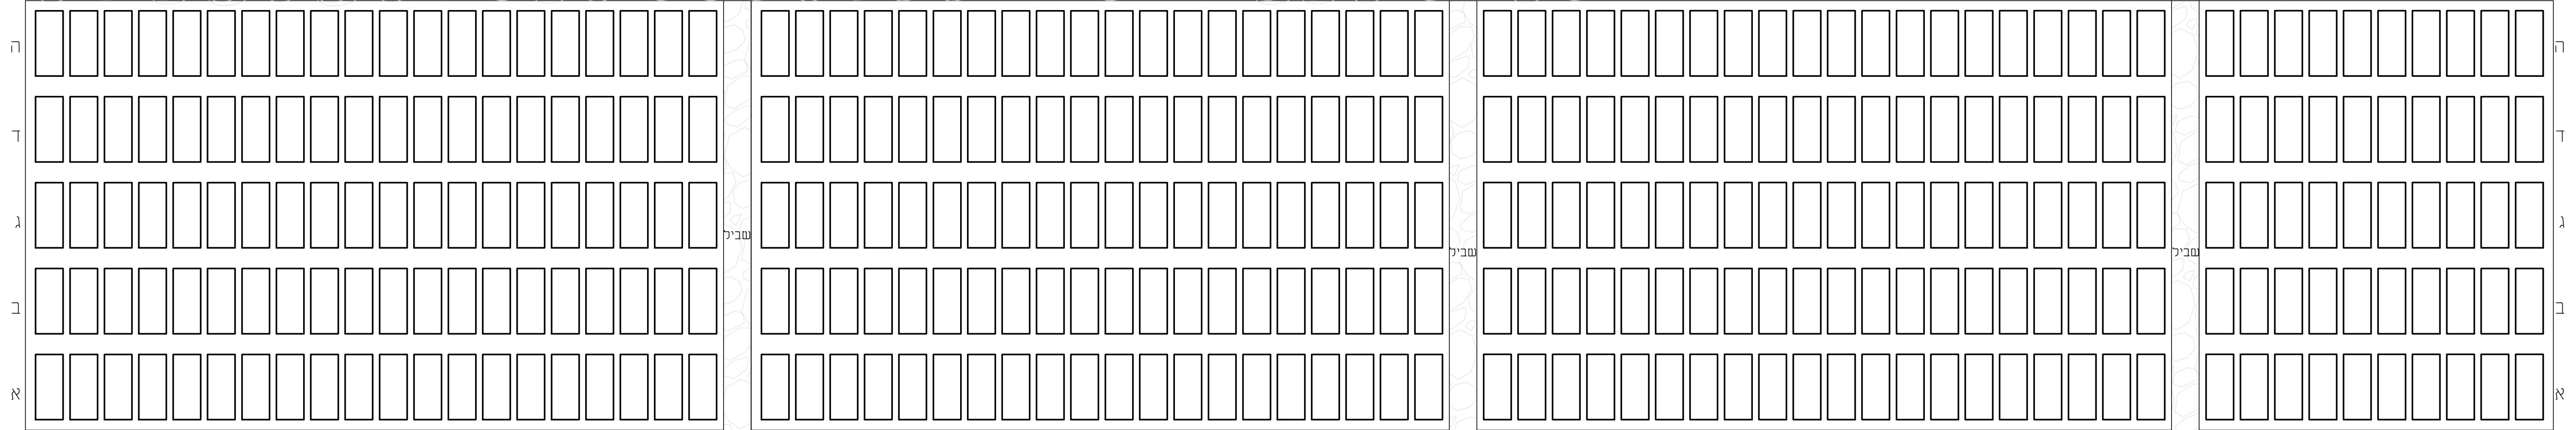 ה ה
ד ד
ג ג
שביל
שביל שביל
ב ב
א א